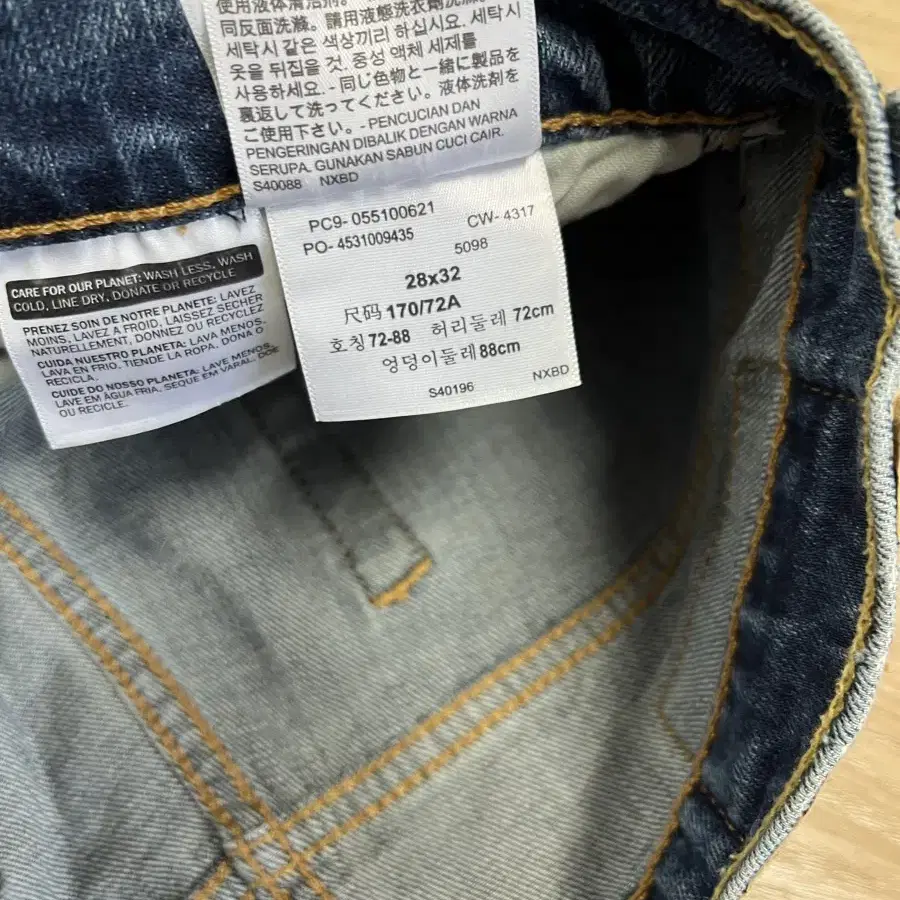 使用液体清洁剂。
同反面洗滌。請用液態洗衣劑洗滌。
세탁시 같은 색상끼리 하십시요. 세탁시
옷을 뒤집을 것. 중성 액체 세제를
사용하세요. - 同じ色物と一緒に製品を
裏返して洗ってください。液体洗剤を
ご使用下さい。- PENCUCIAN DAN
PENGERINGAN DIBALIK DENGAN WARNA
SERUPA. GUNAKAN SABUN CUCI CAIR.
S40088 NXBD
PC9- 055100621 CW- 4317
PO- 4531009435 5098
28x32
尺码 170/72A
호칭72-88 허리둘레 72cm
엉덩이둘레88cm
S40196 NXBD
CARE FOR OUR PLANET: WASH LESS, WASH
COLD, LINE DRY, DONATE OR RECYCLE
PRENEZ SOIN DE NOTRE PLANETE: LAVEZ
MOINS, LAVEZ A FROID, LAISSEZ SECHER
NATURELLEMENT, DONNEZ OU RECYCLEZ
CUIDA NUESTRO PLANETA: LAVA MENOS,
LAVA EN FRIO, TIENDE LA ROPA, DONA O
RECICLA.
CUIDE DO NOSSO PLANETA: LAVE MENOS,
LAVE EM ÁGUA FRIA, SEQUE EM VARAL, DOE
OU RECICLE.